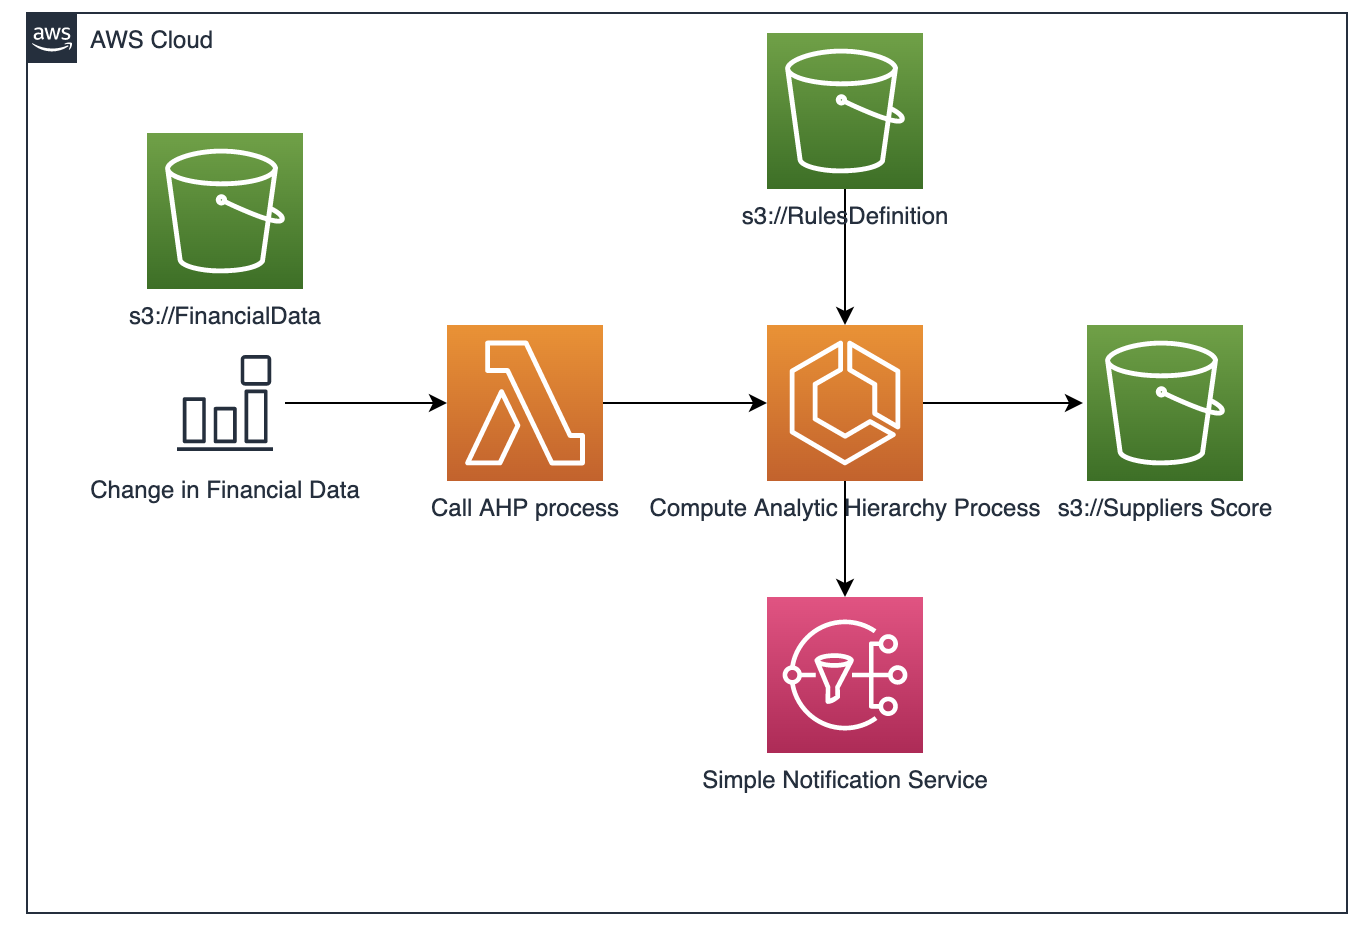 aws
AWS Cloud
s3://RulesDefinition
s3://FinancialData
Change in Financial Data
Call AHP process
Compute Analytic Hierarchy Process
s3://Suppliers Score
Simple Notification Service